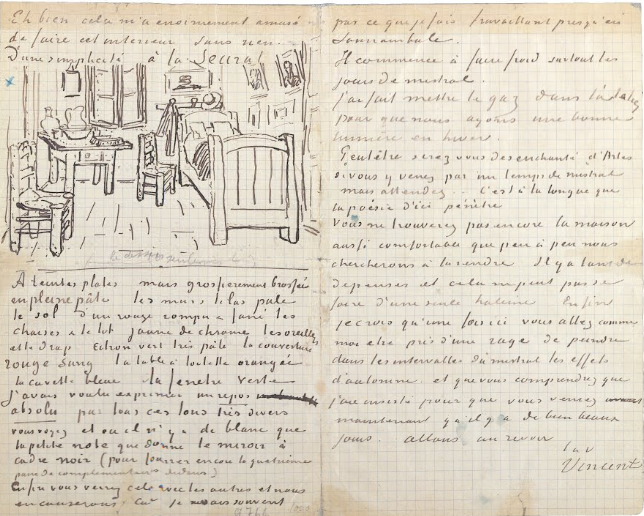 Eh bien cela m'a enormement amusé
de faire cet interieur sans rien
D'une simplicité à la Seurat
A teintes plates mais grossierement brossées
en pleine pâte les murs lilas pale
le sol d'un rouge rompu & fané les
chaises & le lit jaune de chrome les oreillers
et le drap citron vert très pâle la couverture
rouge sang la table à toilette orangée
la cuvette bleue la fenetre verte
J'avais voulu exprimer un repos
absolu par tous ces tons très divers
vous voyez et où il n'y a de blanc que
la petite note que donne le miroir à
cadre noir (pour fourrer encore la quatrième
paire de complementaires dedans)
Enfin vous verrez cela avec les autres et nous
en causerons car je ne sais souvent
par ce que je fais travaillant presqu'en
somnambule.
Il commence à faire froid surtout les
jours de mistral.
j'ai fait mettre le gaz dans l'atelier
pour que nous ayons une bonne
lumière en hiver.
Peutêtre serez vous desenchanté d'Arles
si vous y venez par un temps de mistral
mais attendez .. C'est à la longue que
la poésie d'ici pénètre
Vous ne trouverez pas encore la maison
aussi comfortable que peu à peu nous
chercherons à la rendre Il y a tant de
depenses et cela ne peut pas se
faire d'une seule haleine Enfin
je crois qu'une fois ici vous allez comme
moi etre pris d'une rage de peindre
dans les intervalles du mistral les effets
d'automne et que vous comprendrez que
j'aie insisté pour que vous veniez
maintenant qu'il y a de bien beaux
jours. allons au revoir
t.à v.
Vincent